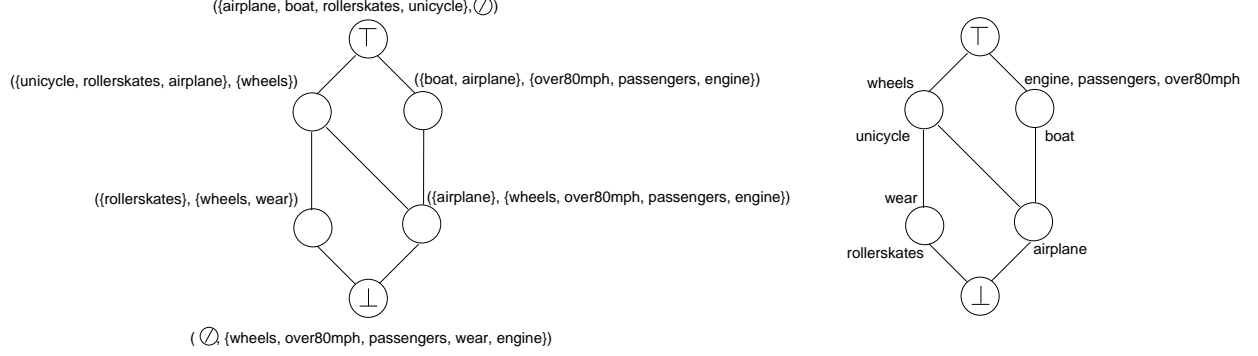 ({airplane, boat, rollerskates, unicycle},∅)
⊤
({unicycle, rollerskates, airplane}, {wheels})
({boat, airplane}, {over80mph, passengers, engine})
({rollerskates}, {wheels, wear})
({airplane}, {wheels, over80mph, passengers, engine})
⊥
( ∅, {wheels, over80mph, passengers, wear, engine})
⊤
wheels
engine, passengers, over80mph
unicycle
boat
wear
rollerskates
airplane
⊥